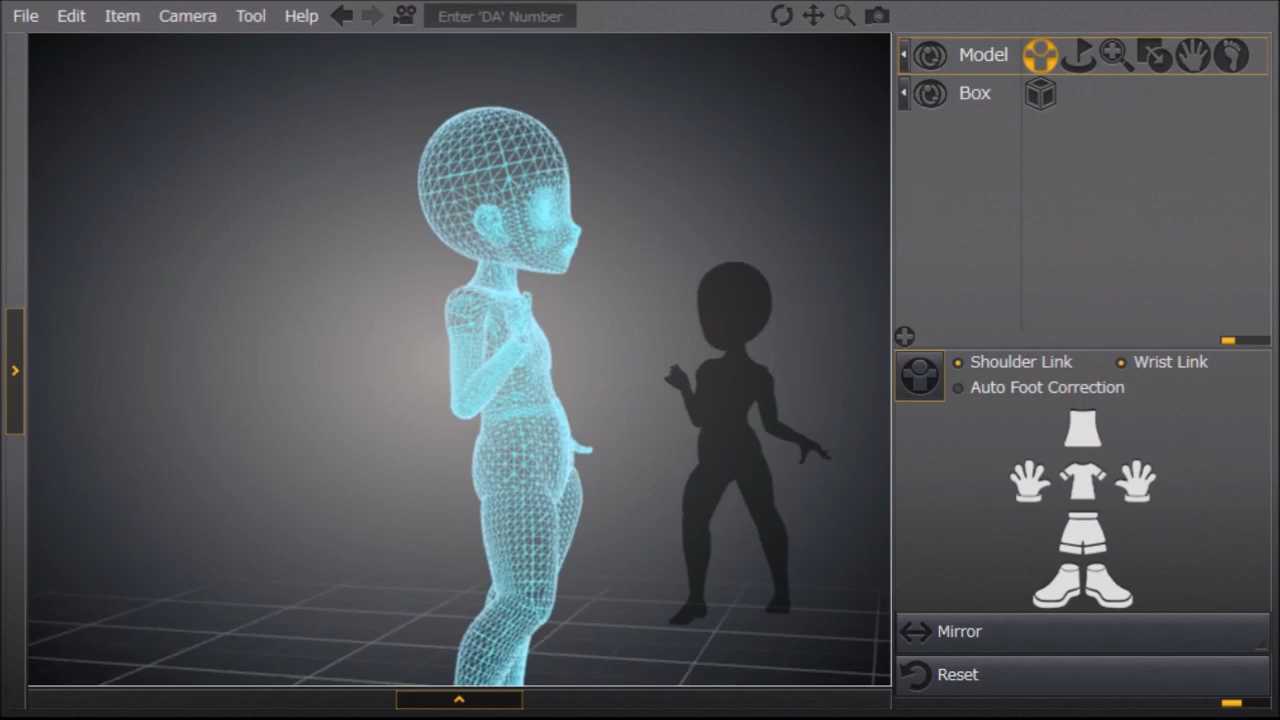 File Edit Item Camera Tool Help Enter 'DA' Number
Model
Box
Shoulder Link Wrist Link
Auto Foot Correction
Mirror
Reset